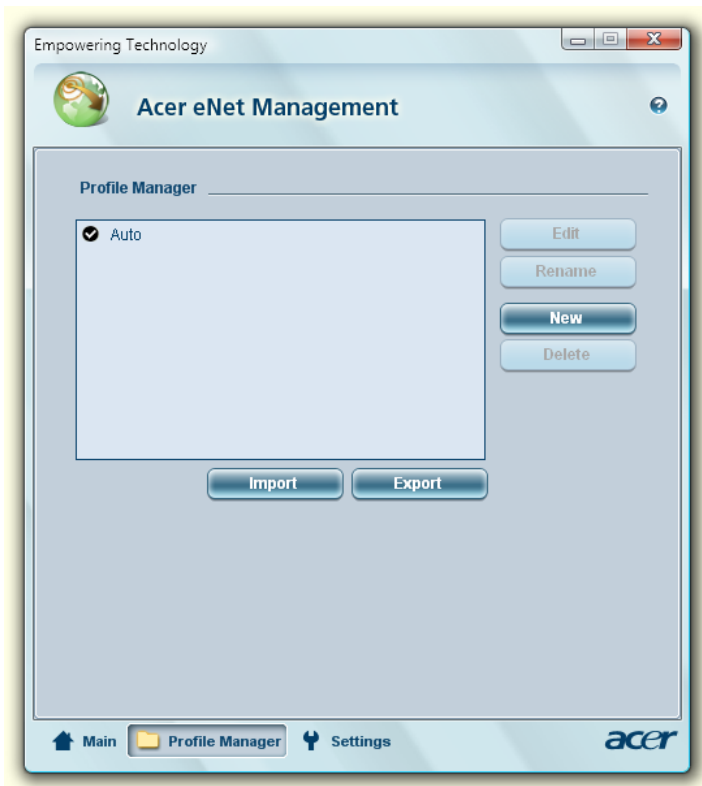 Empowering Technology
Acer eNet Management
Profile Manager
Auto
Edit
Rename
New
Delete
Import
Export
Main
Profile Manager
Settings
acer